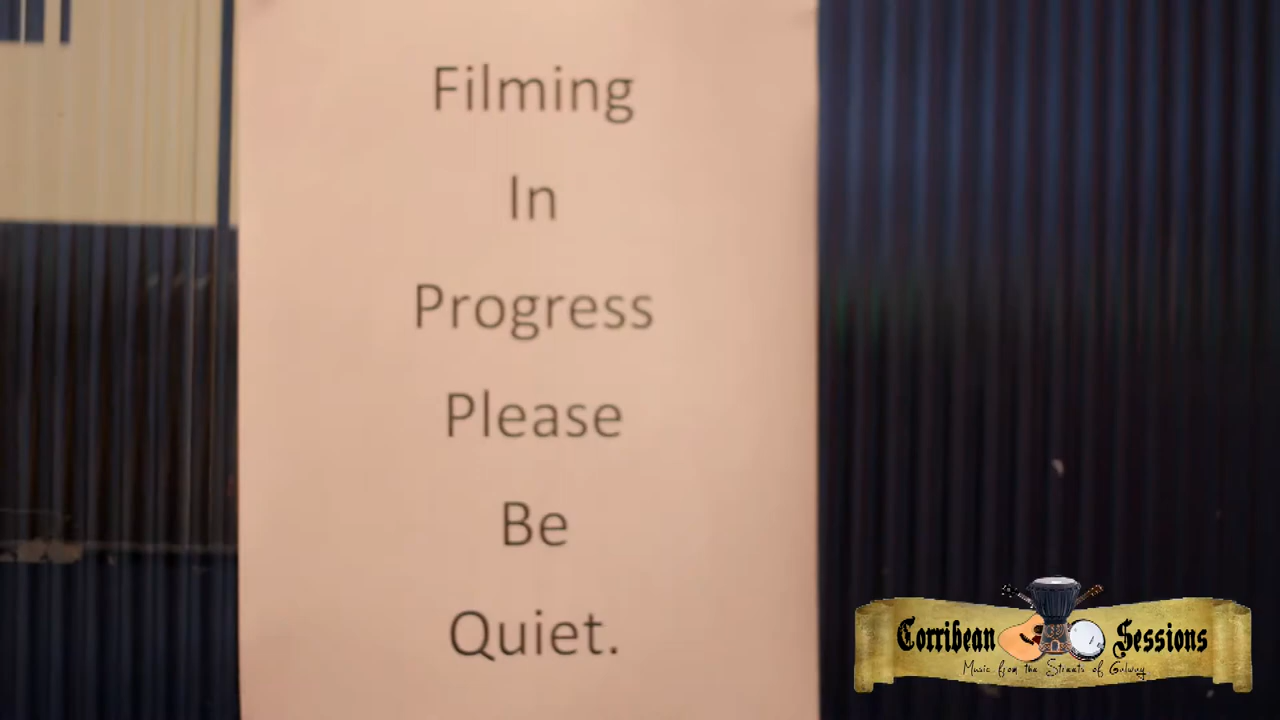 Filming
In
Progress
Please
Be
Quiet.
Corribean Sessions
Music from the Streets of Galway